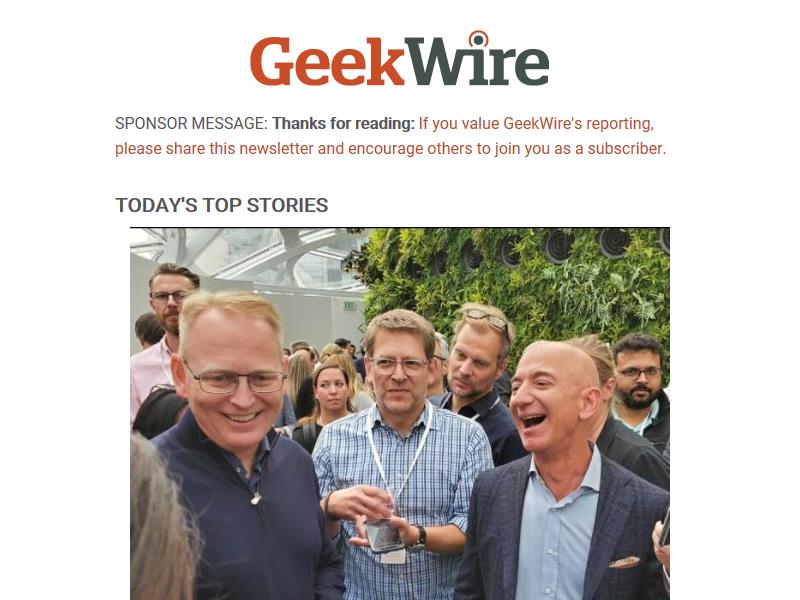 GeekWire
SPONSOR MESSAGE: Thanks for reading: If you value GeekWire's reporting,
please share this newsletter and encourage others to join you as a subscriber.
TODAY'S TOP STORIES